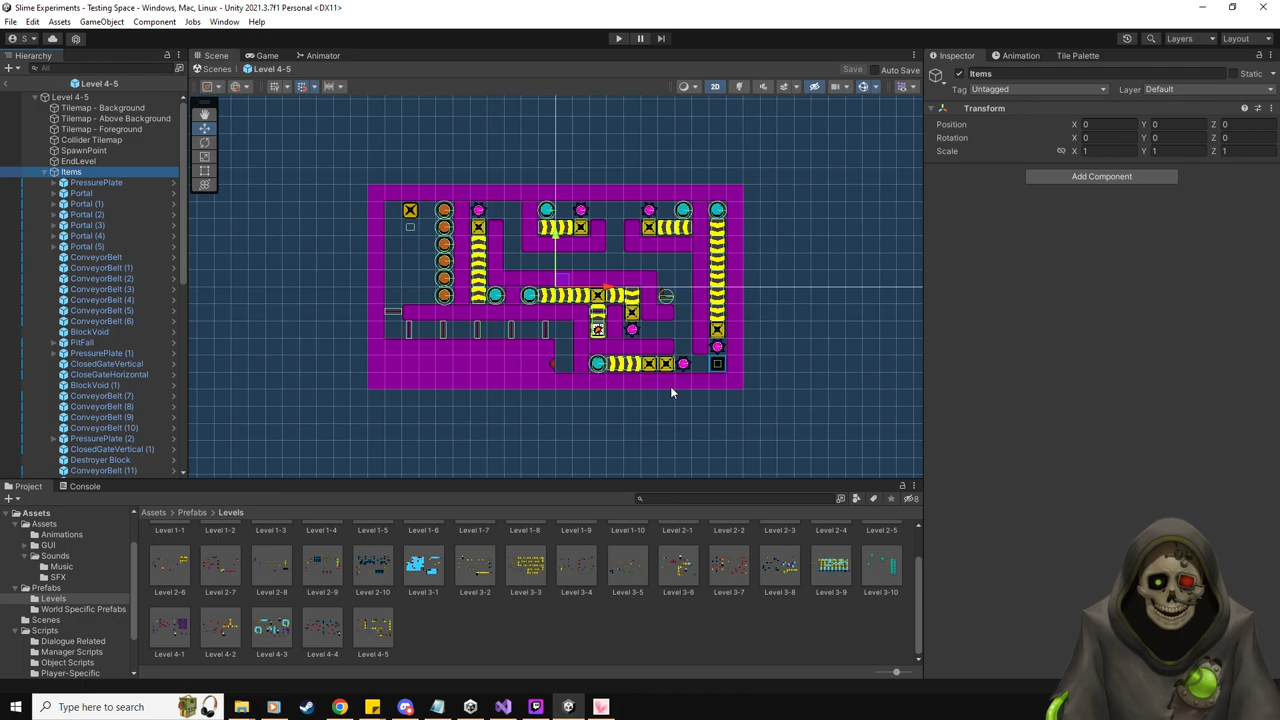 Slime Experiments - Testing Space - Windows, Mac, Linux - Unity 2021.3.7f1 Personal <DX11>
File Edit Assets GameObject Component Jobs Window Help
S Layers Layout
Hierarchy
All
Level 4-5
Level 4-5
Tilemap - Background
Tilemap - Above Background
Tilemap - Foreground
Collider Tilemap
SpawnPoint
EndLevel
Items
PressurePlate
Portal
Portal (1)
Portal (2)
Portal (3)
Portal (4)
Portal (5)
ConveyorBelt
ConveyorBelt (1)
ConveyorBelt (2)
ConveyorBelt (3)
ConveyorBelt (4)
ConveyorBelt (5)
ConveyorBelt (6)
BlockVoid
PitFall
PressurePlate (1)
ClosedGateVertical
CloseGateHorizontal
BlockVoid (1)
ConveyorBelt (7)
ConveyorBelt (8)
ConveyorBelt (9)
ConveyorBelt (10)
PressurePlate (2)
ClosedGateVertical (1)
Destroyer Block
ConveyorBelt (11)
Scene Game Animator
Scenes Level 4-5 Save Auto Save
2D
Inspector Animation Tile Palette
Items Static
Tag Untagged Layer Default
Transform
Position X 0 Y 0 Z 0
Rotation X 0 Y 0 Z 0
Scale X 1 Y 1 Z 1
Add Component
Project Console
8
Assets
Assets
Animations
GUI
Sounds
Music
SFX
Prefabs
Levels
World Specific Prefabs
Scenes
Scripts
Dialogue Related
Manager Scripts
Object Scripts
Player-Specific
Assets Prefabs Levels
Level 1-1 Level 1-2 Level 1-3 Level 1-4 Level 1-5 Level 1-6 Level 1-7 Level 1-8 Level 1-9 Level 1-10 Level 2-1 Level 2-2 Level 2-3 Level 2-4 Level 2-5
Level 2-6 Level 2-7 Level 2-8 Level 2-9 Level 2-10 Level 3-1 Level 3-2 Level 3-3 Level 3-4 Level 3-5 Level 3-6 Level 3-7 Level 3-8 Level 3-9 Level 3-10
Level 4-1 Level 4-2 Level 4-3 Level 4-4 Level 4-5
Type here to search